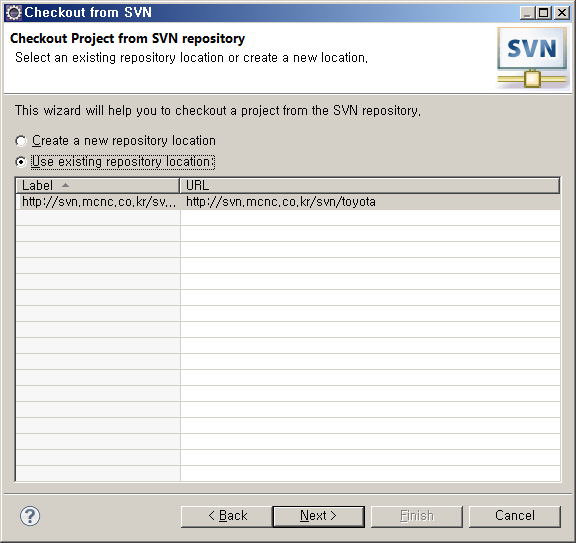 Checkout from SVN
Checkout Project from SVN repository
Select an existing repository location or create a new location.
SVN
This wizard will help you to checkout a project from the SVN repository.
Create a new repository location
Use existing repository location:
Label URL
http://svn.mcnc.co.kr/sv... http://svn.mcnc.co.kr/svn/toyota
? < Back Next > Finish Cancel